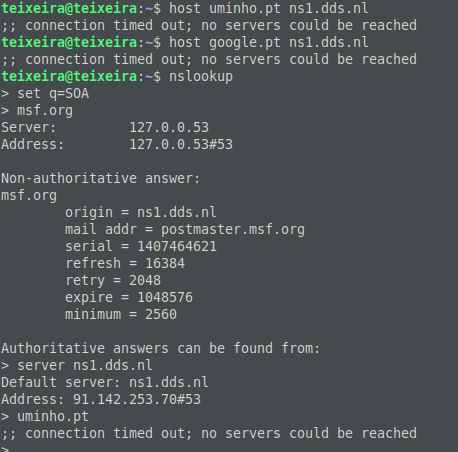 teixeira@teixeira:~$ host uminho.pt ns1.dds.nl
;; connection timed out; no servers could be reached
teixeira@teixeira:~$ host google.pt ns1.dds.nl
;; connection timed out; no servers could be reached
teixeira@teixeira:~$ nslookup
> set q=SOA
> msf.org
Server:         127.0.0.53
Address:        127.0.0.53#53

Non-authoritative answer:
msf.org
        origin = ns1.dds.nl
        mail addr = postmaster.msf.org
        serial = 1407464621
        refresh = 16384
        retry = 2048
        expire = 1048576
        minimum = 2560

Authoritative answers can be found from:
> server ns1.dds.nl
Default server: ns1.dds.nl
Address: 91.142.253.70#53
> uminho.pt
;; connection timed out; no servers could be reached
>